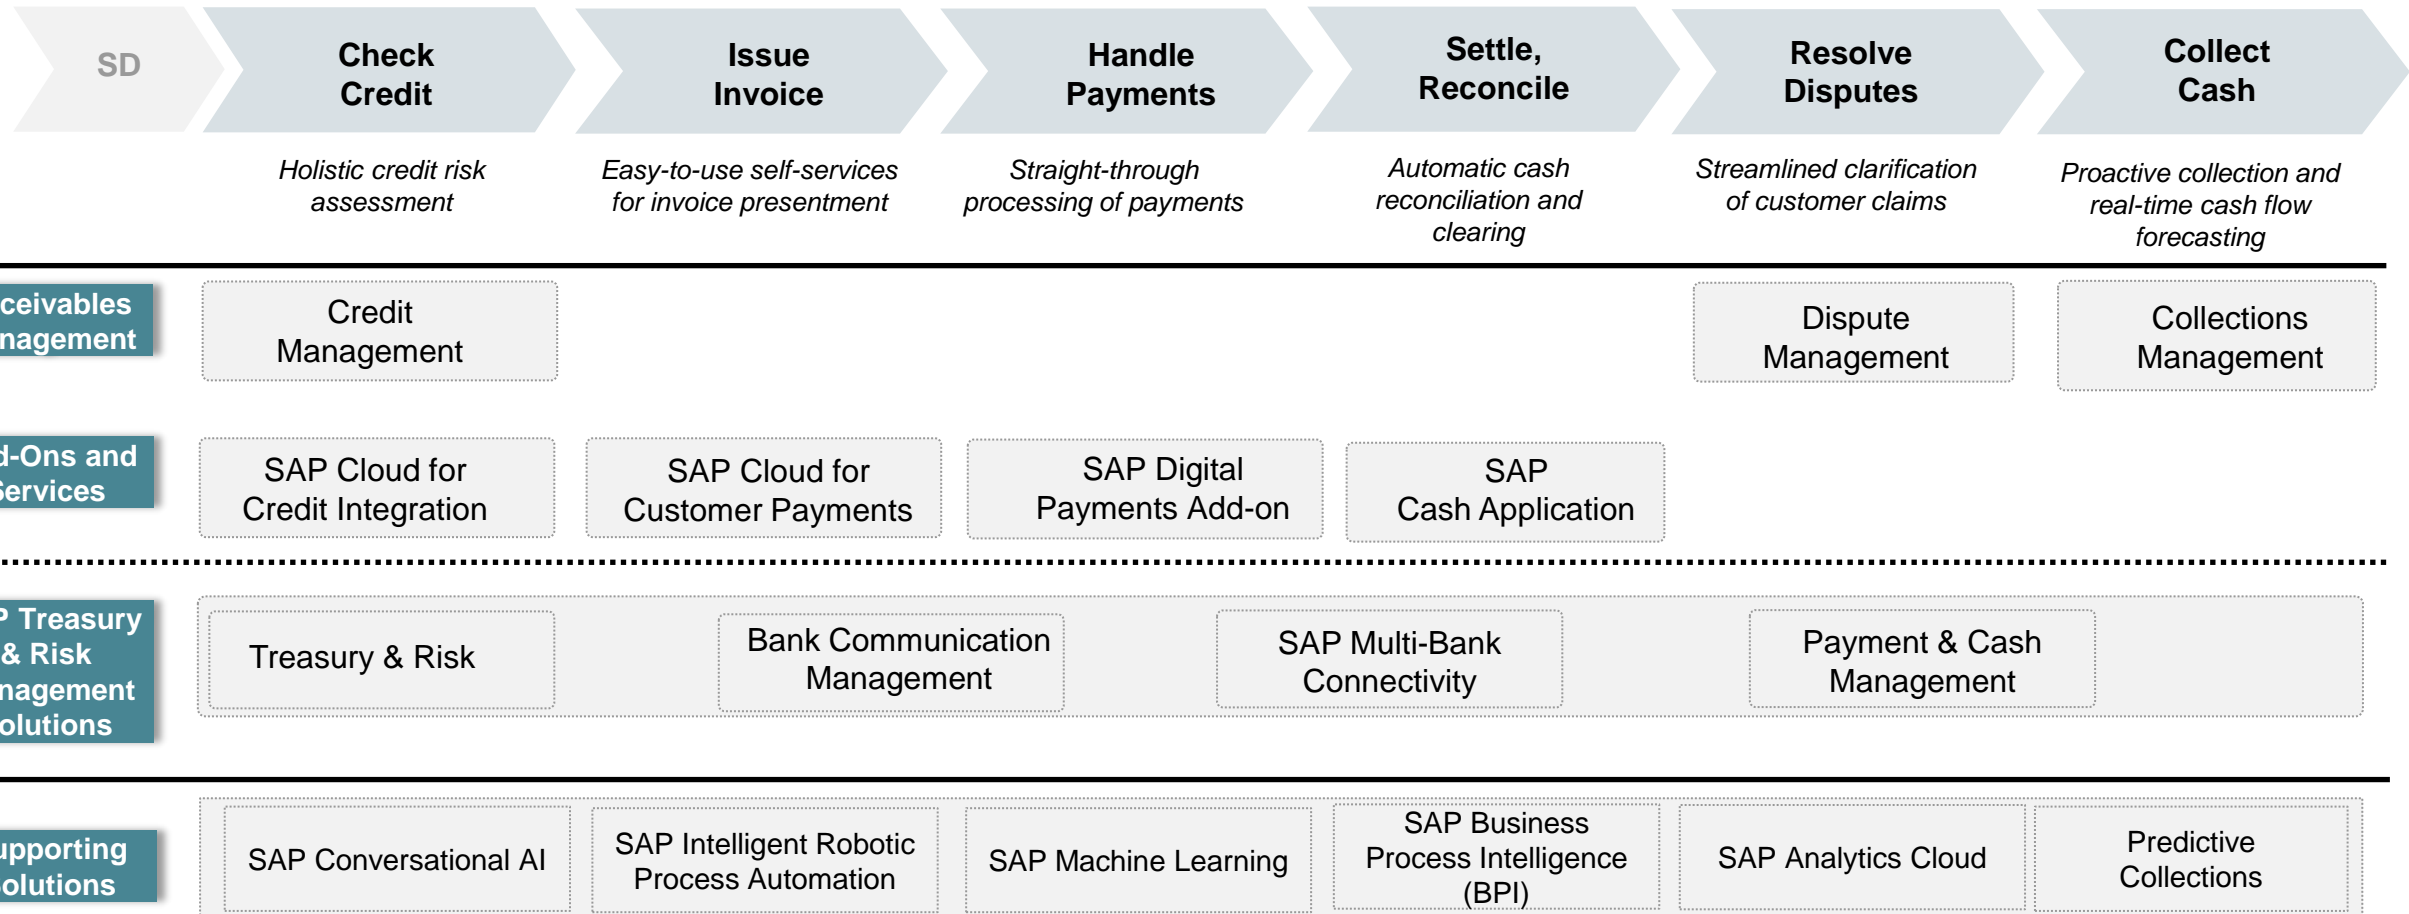 SD
Check
Credit
Issue
Invoice
Handle
Payments
Settle,
Reconcile
Resolve
Disputes
Collect
Cash
Holistic credit risk
assessment
Easy-to-use self-services
for invoice presentment
Straight-through
processing of payments
Automatic cash
reconciliation and
clearing
Streamlined clarification
of customer claims
Proactive collection and
real-time cash flow
forecasting
ceivables
nagement
Credit
Management
Dispute
Management
Collections
Management
d-Ons and
Services
SAP Cloud for
Credit Integration
SAP Cloud for
Customer Payments
SAP Digital
Payments Add-on
SAP
Cash Application
P Treasury
& Risk
nagement
olutions
Treasury & Risk
Bank Communication
Management
SAP Multi-Bank
Connectivity
Payment & Cash
Management
upporting
olutions
SAP Conversational AI
SAP Intelligent Robotic
Process Automation
SAP Machine Learning
SAP Business
Process Intelligence
(BPI)
SAP Analytics Cloud
Predictive
Collections